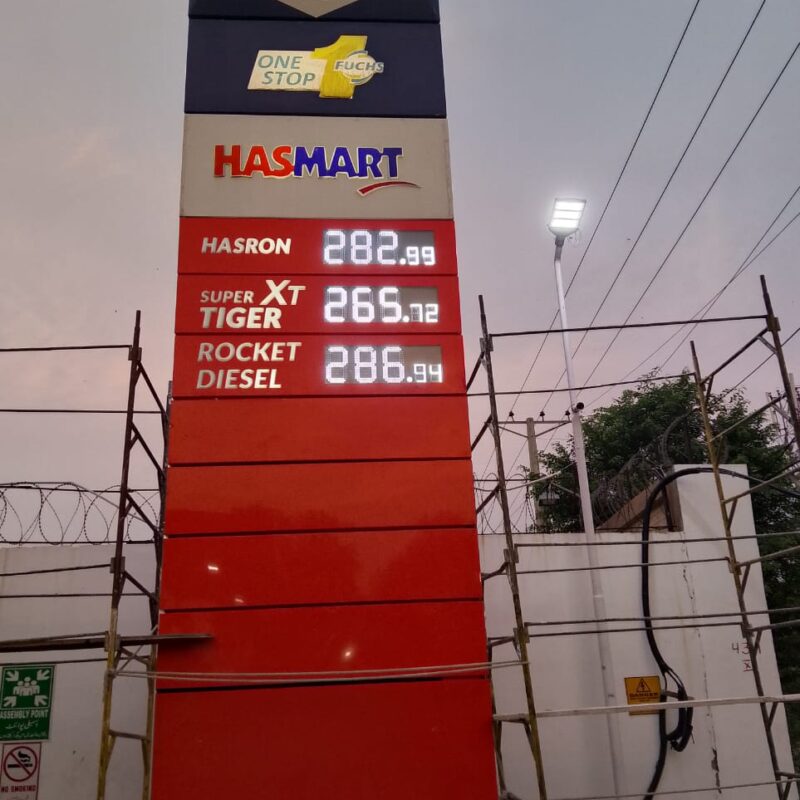 ONE
STOP
1
FUCHS
HASMART
HASRON 282.99
SUPER XT
TIGER 265.72
ROCKET
DIESEL 286.94
ASSEMBLY POINT
NO SMOKING
DANGER